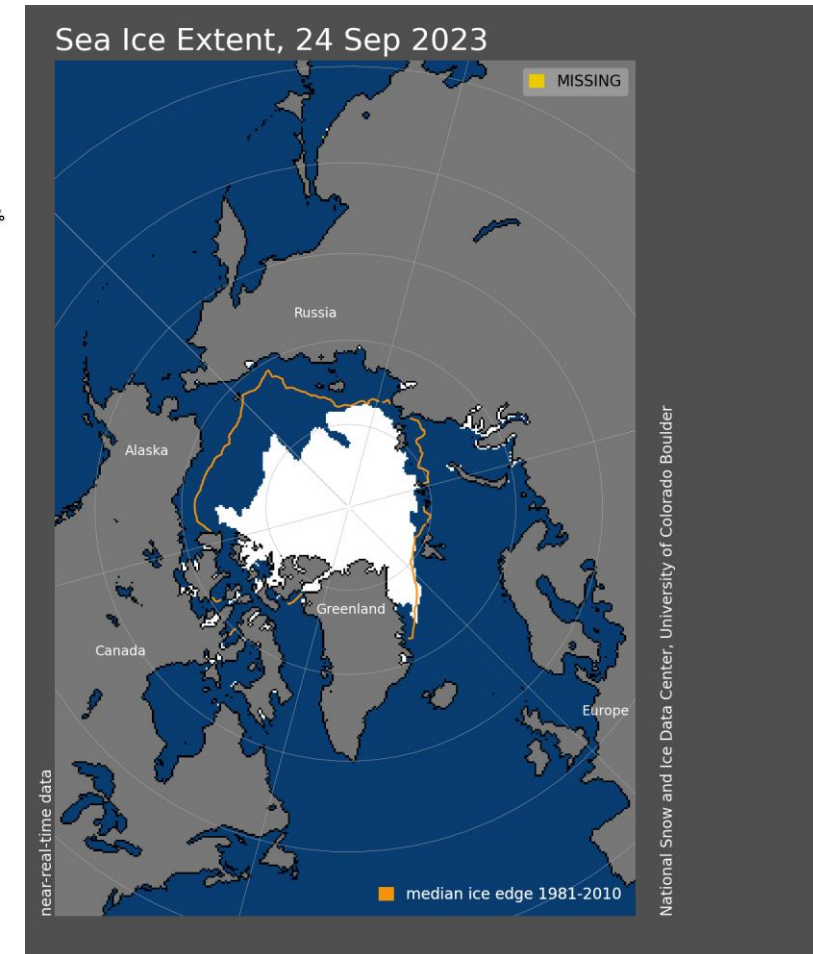 Sea Ice Extent, 24 Sep 2023
MISSING
%
Russia
Alaska
Greenland
Canada
Europe
near-real-time data
median ice edge 1981-2010
National Snow and Ice Data Center, University of Colorado Boulder